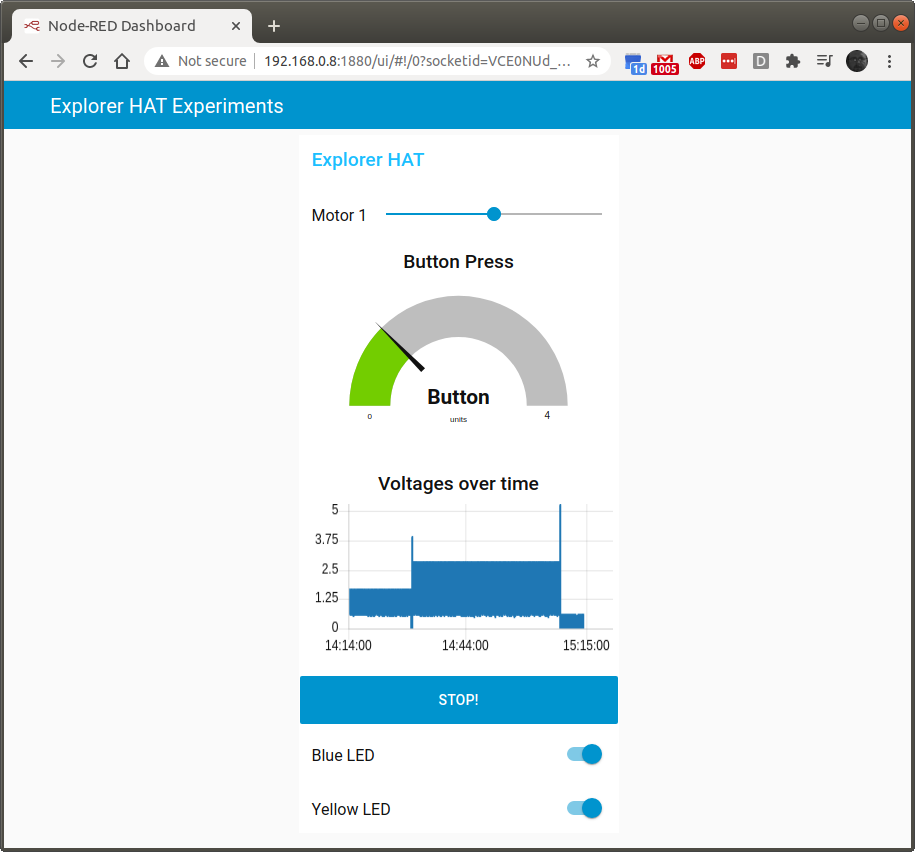 Node-RED Dashboard
Not secure 192.168.0.8:1880/ui/#!/0?socketid=VCE0NUd_...
1d 1005 ABP D
Explorer HAT Experiments
Explorer HAT
Motor 1
Button Press
Button
0 units 4
Voltages over time
5
3.75
2.5
1.25
0
14:14:00 14:44:00 15:15:00
STOP!
Blue LED
Yellow LED